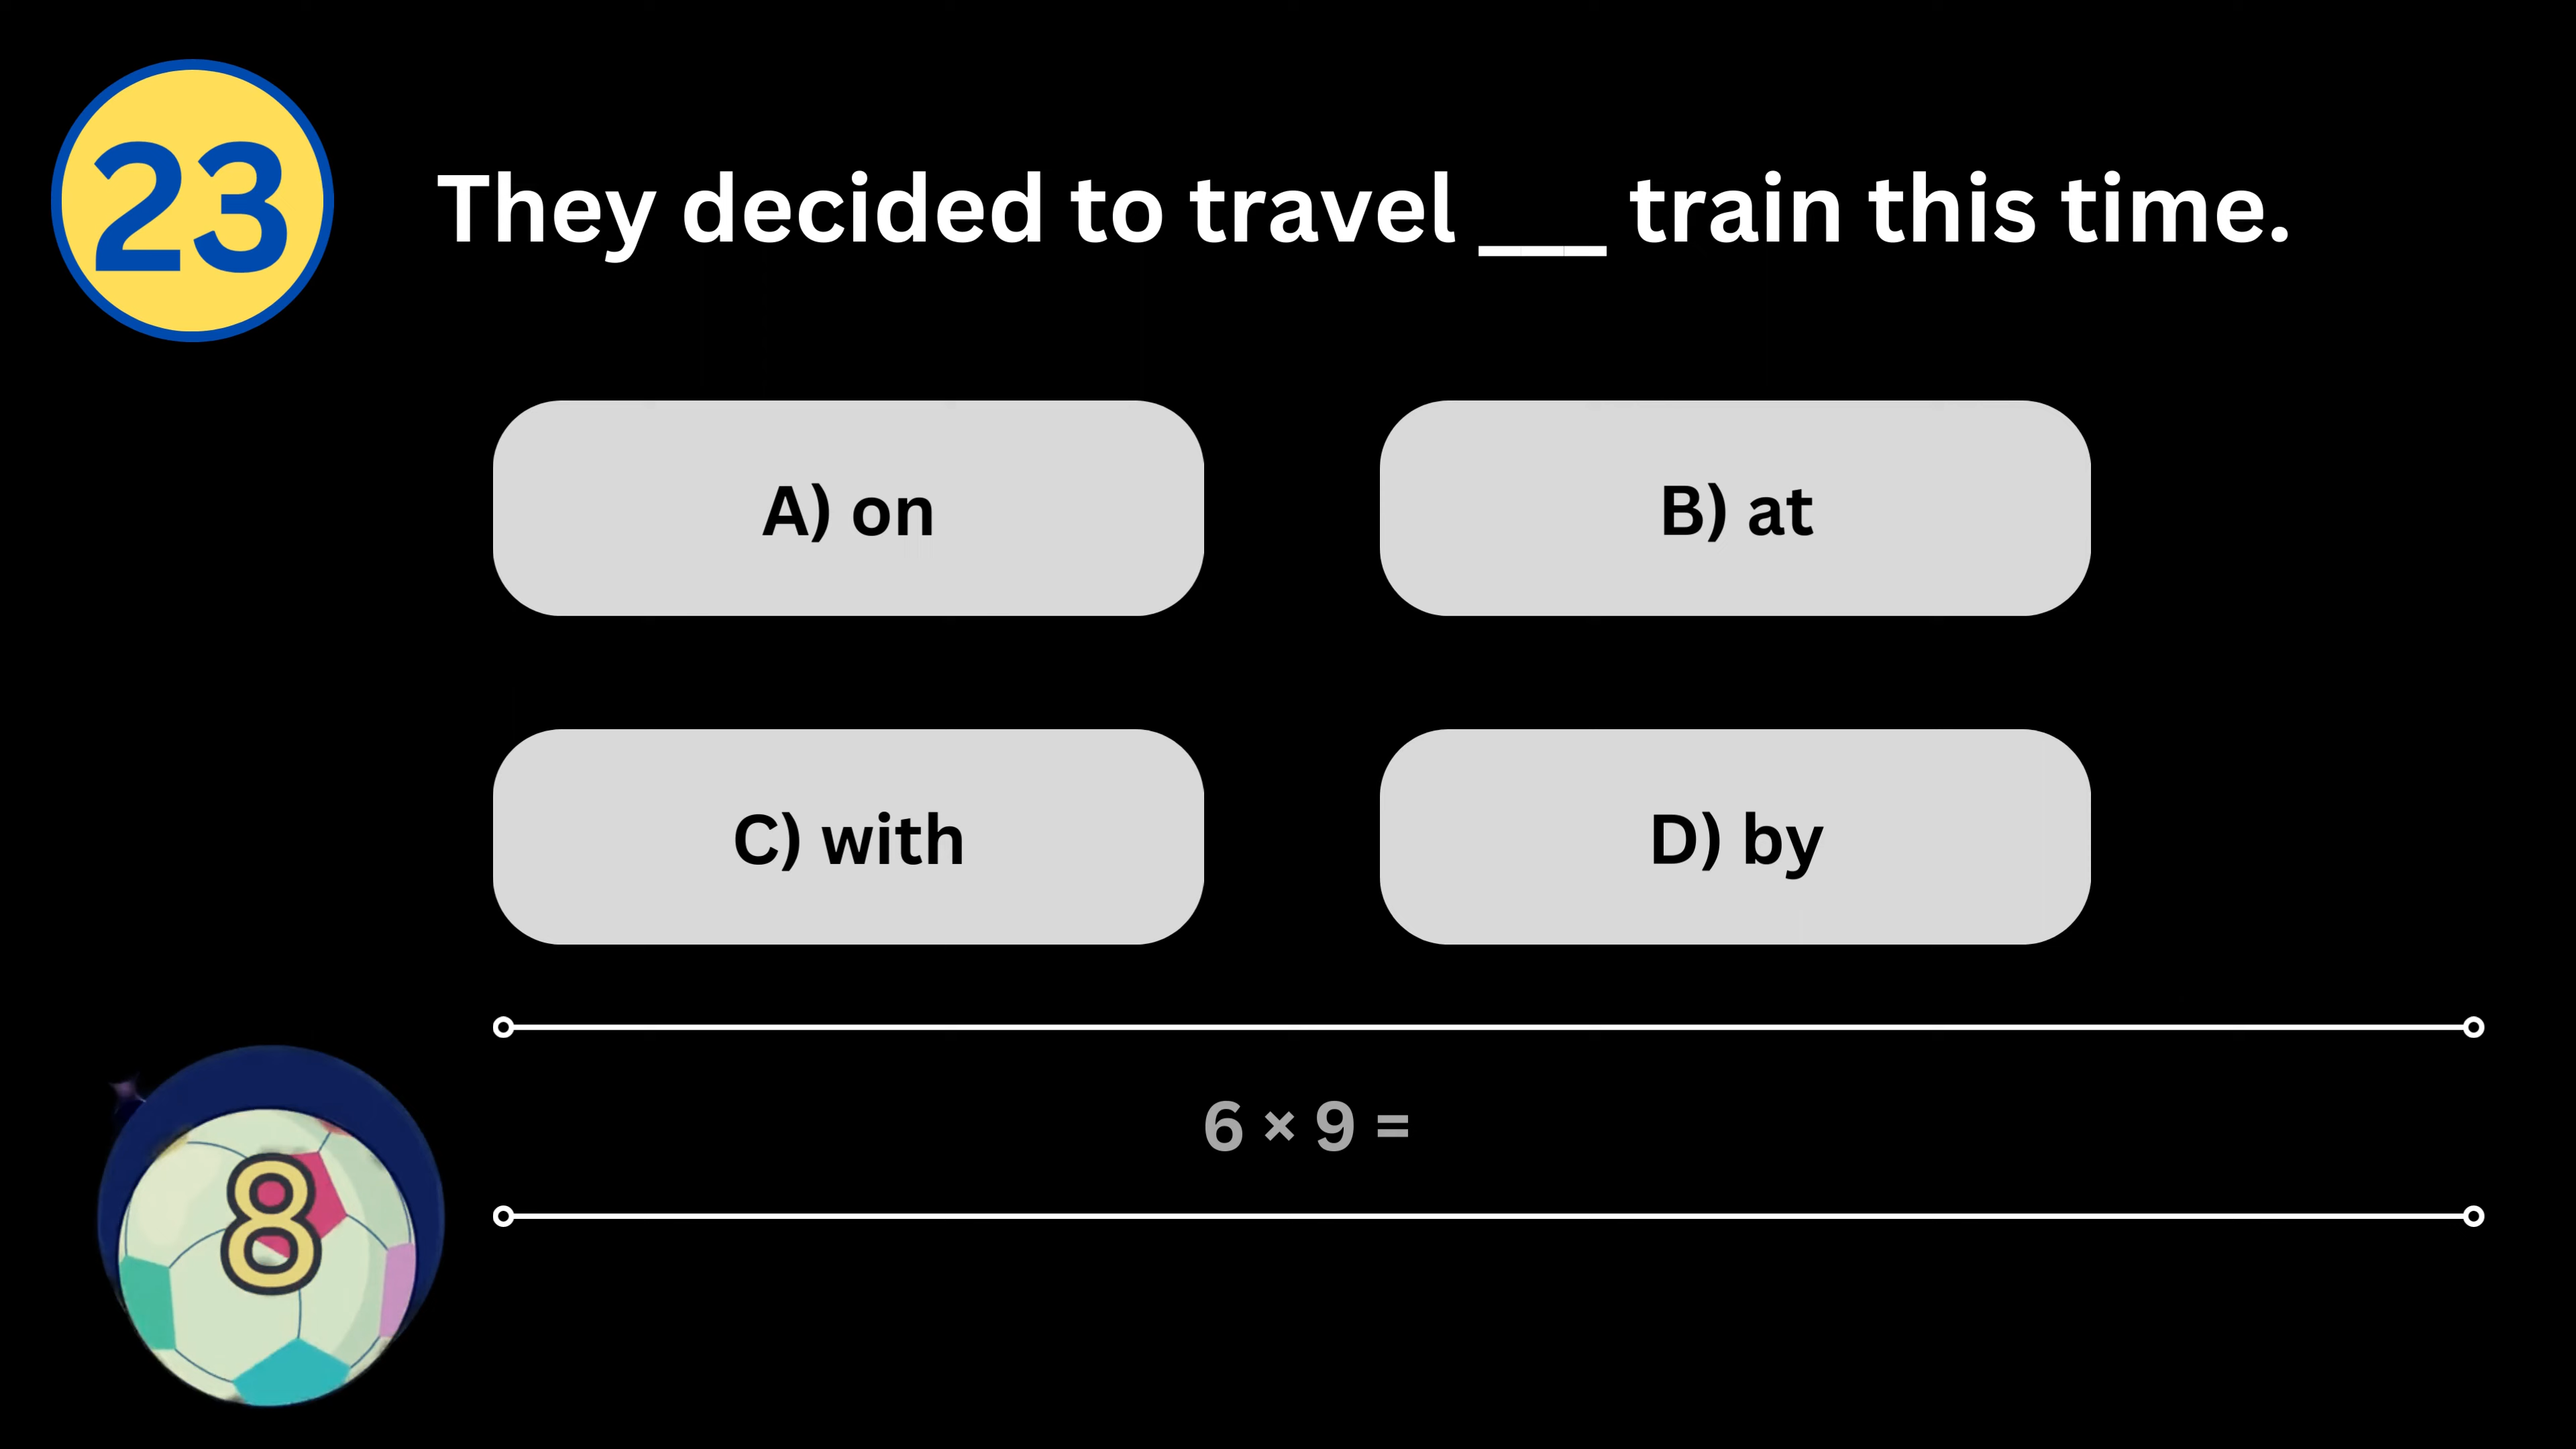 23
They decided to travel ___ train this time.
A) on
B) at
C) with
D) by
6 × 9 =
8